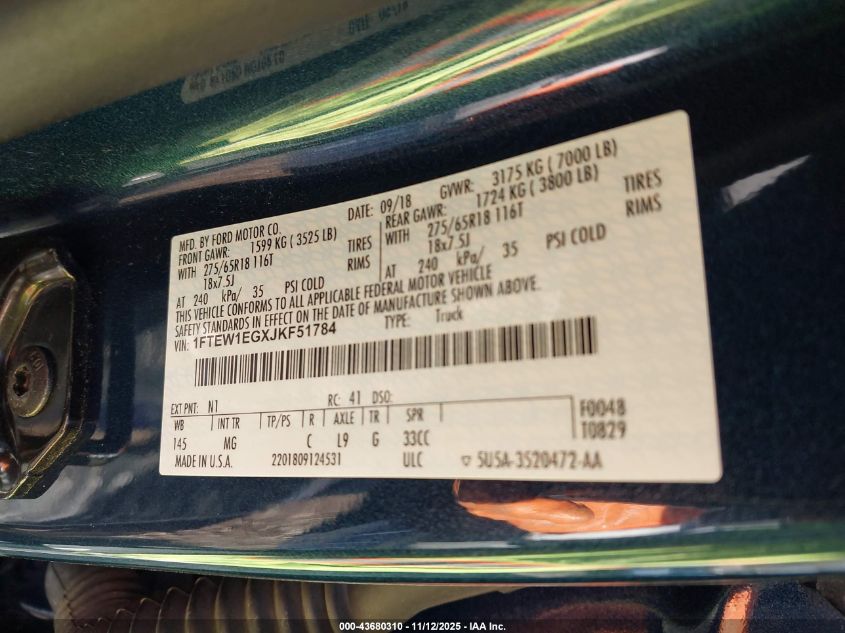 MFD. BY FORD MOTOR CO.
DATE: 09/18
GVWR: 3175 KG ( 7000 LB)
FRONT GAWR: 1599 KG ( 3525 LB)
REAR GAWR: 1724 KG ( 3800 LB)
WITH 275/65R18 116T TIRES
WITH 275/65R18 116T TIRES
18x7.5J RIMS
18x7.5J RIMS
AT 240 kPa/ 35 PSI COLD
AT 240 kPa/ 35 PSI COLD
THIS VEHICLE CONFORMS TO ALL APPLICABLE FEDERAL MOTOR VEHICLE
SAFETY STANDARDS IN EFFECT ON THE DATE OF MANUFACTURE SHOWN ABOVE.
VIN: 1FTEW1EGXJKF51784
TYPE: Truck
EXT PNT: N1 RC: 41 DSO:
WB INT TR TP/PS R AXLE TR SPR
145 MG C L9 G 33CC
F0048
T0829
MADE IN U.S.A. 2201809124531 ULC 5U5A-3520472-AA
000-43680310 - 11/12/2025 - IAA Inc.